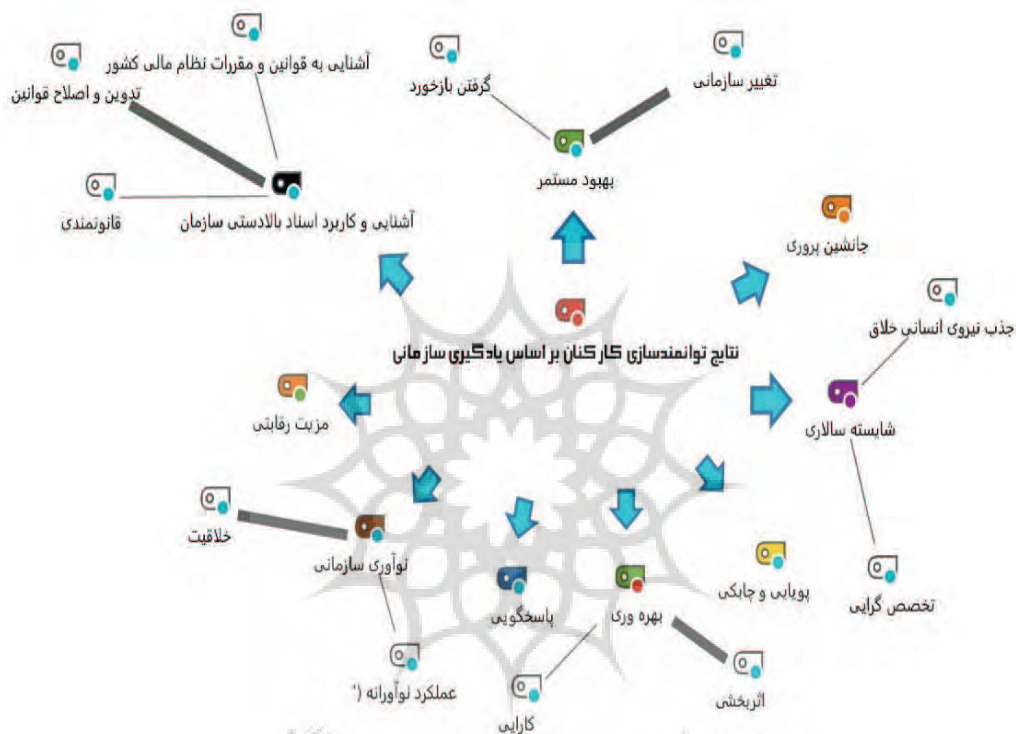 آشنایی به قوانین و مقررات نظام مالی کشور
تدوین و اصلاح قوانین
قانونمندی
آشنایی و کاربرد اسناد بالادستی سازمان
تغییر سازمانی
گرفتن بازخورد
بهبود مستمر
جانشین پروری
جذب نیروی انسانی خلاق
شایسته سالاری
تخصص گرایی
نتایج توانمندسازی کارکنان بر اساس یادگیری سازمانی
مزیت رقابتی
خلاقیت
نوآوری سازمانی
عملکرد نوآورانه (*
پاسخگویی
بهره وری
پویایی و چابکی
کارایی
اثربخشی